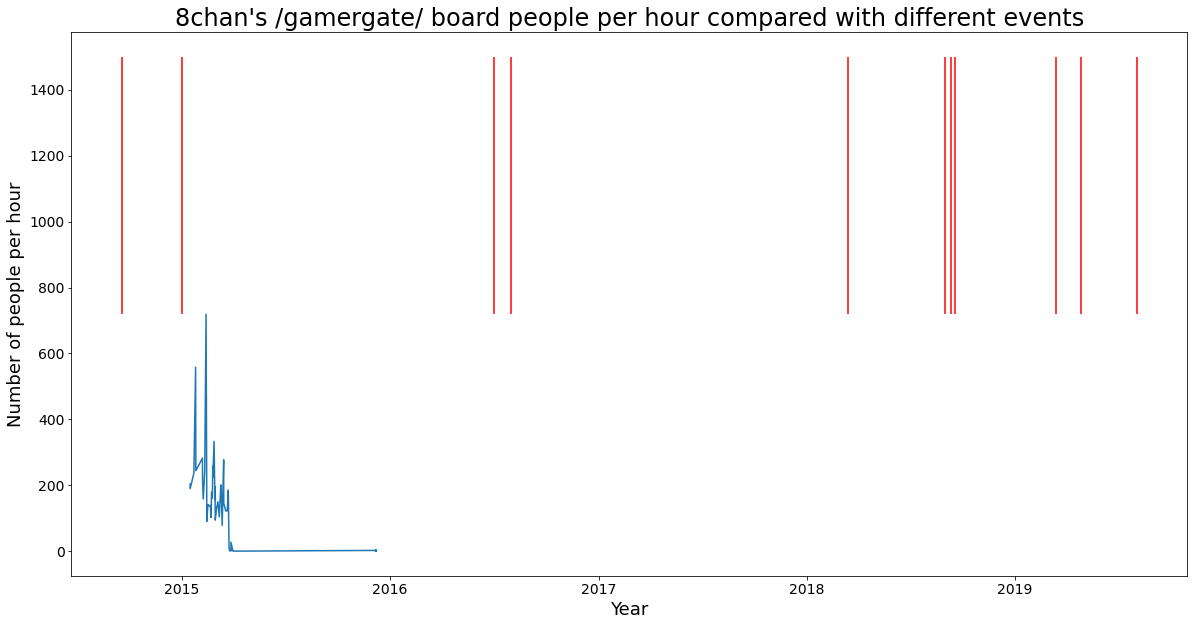 8chan's /gamergate/ board people per hour compared with different events
Number of people per hour
1400
1200
1000
800
600
400
200
0
2015 2016 2017 2018 2019
Year